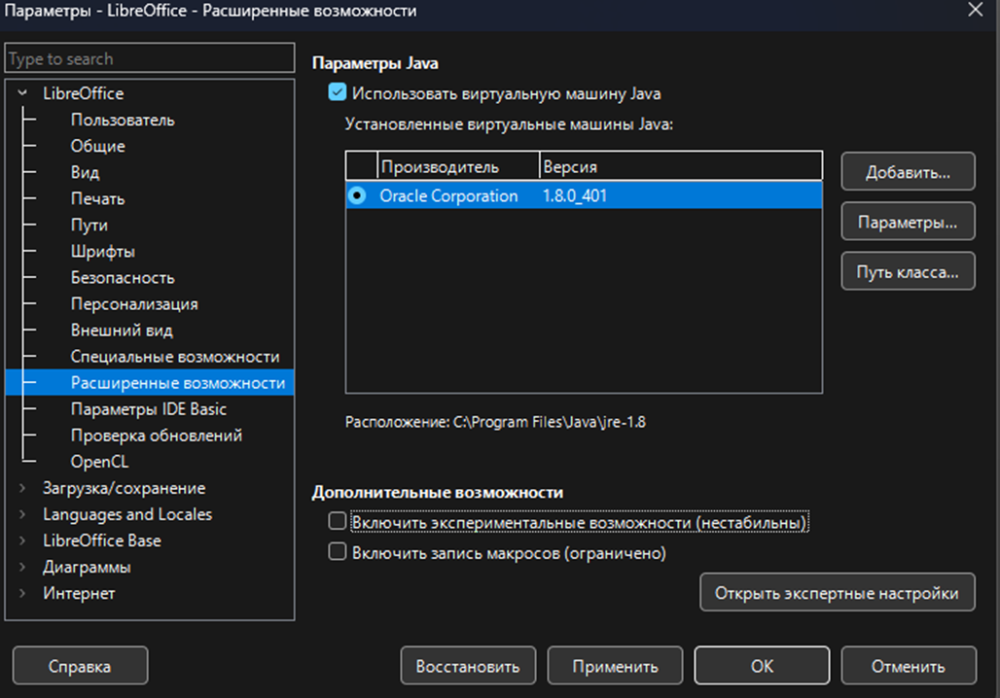 Параметры - LibreOffice - Расширенные возможности
Type to search
LibreOffice
Пользователь
Общие
Вид
Печать
Пути
Шрифты
Безопасность
Персонализация
Внешний вид
Специальные возможности
Расширенные возможности
Параметры IDE Basic
Проверка обновлений
OpenCL
Загрузка/сохранение
Languages and Locales
LibreOffice Base
Диаграммы
Интернет
Параметры Java
Использовать виртуальную машину Java
Установленные виртуальные машины Java:
Производитель Версия
Oracle Corporation 1.8.0_401
Добавить...
Параметры...
Путь класса...
Расположение: C:\Program Files\Java\jre-1.8
Дополнительные возможности
Включить экспериментальные возможности (нестабильны)
Включить запись макросов (ограничено)
Открыть экспертные настройки
Справка Восстановить Применить OK Отменить